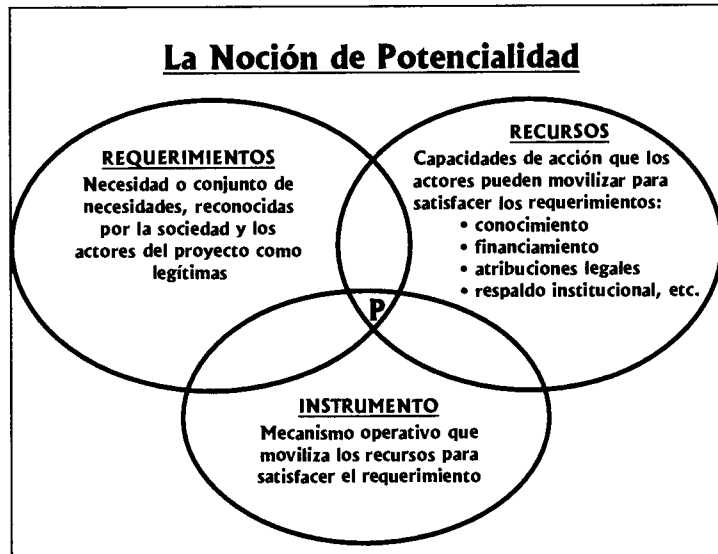 La Noción de Potencialidad
REQUERIMIENTOS
Necesidad o conjunto de
necesidades, reconocidas
por la sociedad y los
actores del proyecto como
legítimas
RECURSOS
Capacidades de acción que los
actores pueden movilizar para
satisfacer los requerimientos:
• conocimiento
• financiamiento
• atribuciones legales
• respaldo institucional, etc.
P
INSTRUMENTO
Mecanismo operativo que
moviliza los recursos para
satisfacer el requerimiento